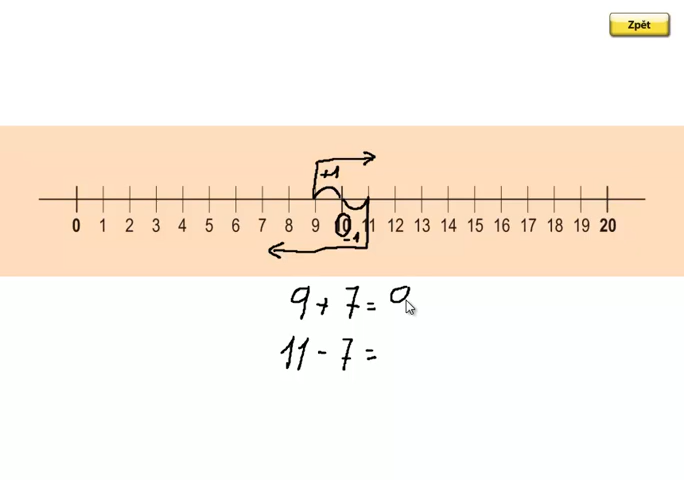 Zpět
+1
0 1 2 3 4 5 6 7 8 9 10 11 12 13 14 15 16 17 18 19 20
-1
9 + 7 = 9
11 - 7 =